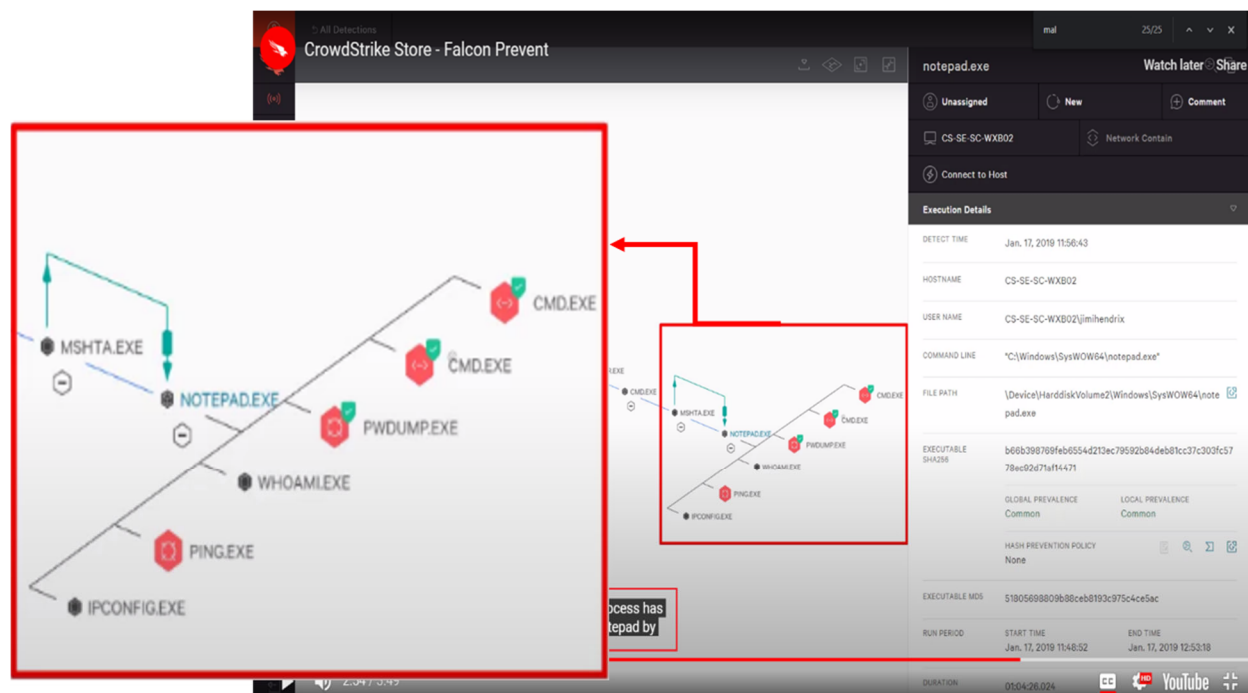 All Detections
CrowdStrike Store - Falcon Prevent
mal
25/25
notepad.exe
Watch later
Share
Unassigned
New
Comment
CS-SE-SC-WXB02
Network Contain
Connect to Host
Execution Details
DETECT TIME
Jan. 17, 2019 11:56:43
HOSTNAME
CS-SE-SC-WXB02
USER NAME
CS-SE-SC-WXB02\jimihendrix
COMMAND LINE
"C:\Windows\SysWOW64\notepad.exe"
FILE PATH
\Device\HarddiskVolume2\Windows\SysWOW64\note
pad.exe
EXECUTABLE
SHA256
b66b398769feb6554d213ec79592b84deb81cc37c303fc57
78ec92d71af14471
GLOBAL PREVALENCE
Common
LOCAL PREVALENCE
Common
HASH PREVENTION POLICY
None
EXECUTABLE MD5
51805698809b88ceb8193c975c4ce5ac
RUN PERIOD
START TIME
Jan. 17, 2019 11:48:52
END TIME
Jan. 17, 2019 12:53:18
DURATION
01:04:26.024
CMD.EXE
MSHTA.EXE
CMD.EXE
NOTEPAD.EXE
PWDUMP.EXE
WHOAMI.EXE
PING.EXE
IPCONFIG.EXE
CMD.EXE
CMD.EXE
MSHTA.EXE
CMD.EXE
NOTEPAD.EXE
PWDUMP.EXE
WHOAMI.EXE
PING.EXE
IPCONFIG.EXE
has
by
CC
HD
YouTube